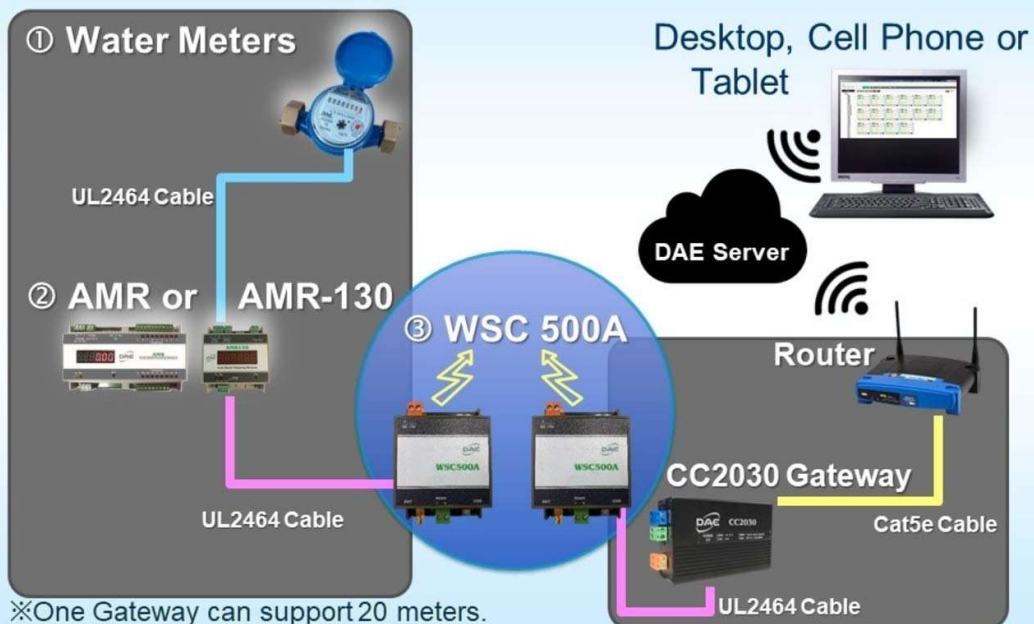 ① Water Meters
Desktop, Cell Phone or
Tablet
UL2464 Cable
DAE Server
② AMR or AMR-130
③ WSC 500A
Router
DAE
WSC500A
DAE
WSC500A
CC2030 Gateway
DAE CC2030
UL2464 Cable
Cat5e Cable
UL2464 Cable
※One Gateway can support 20 meters.